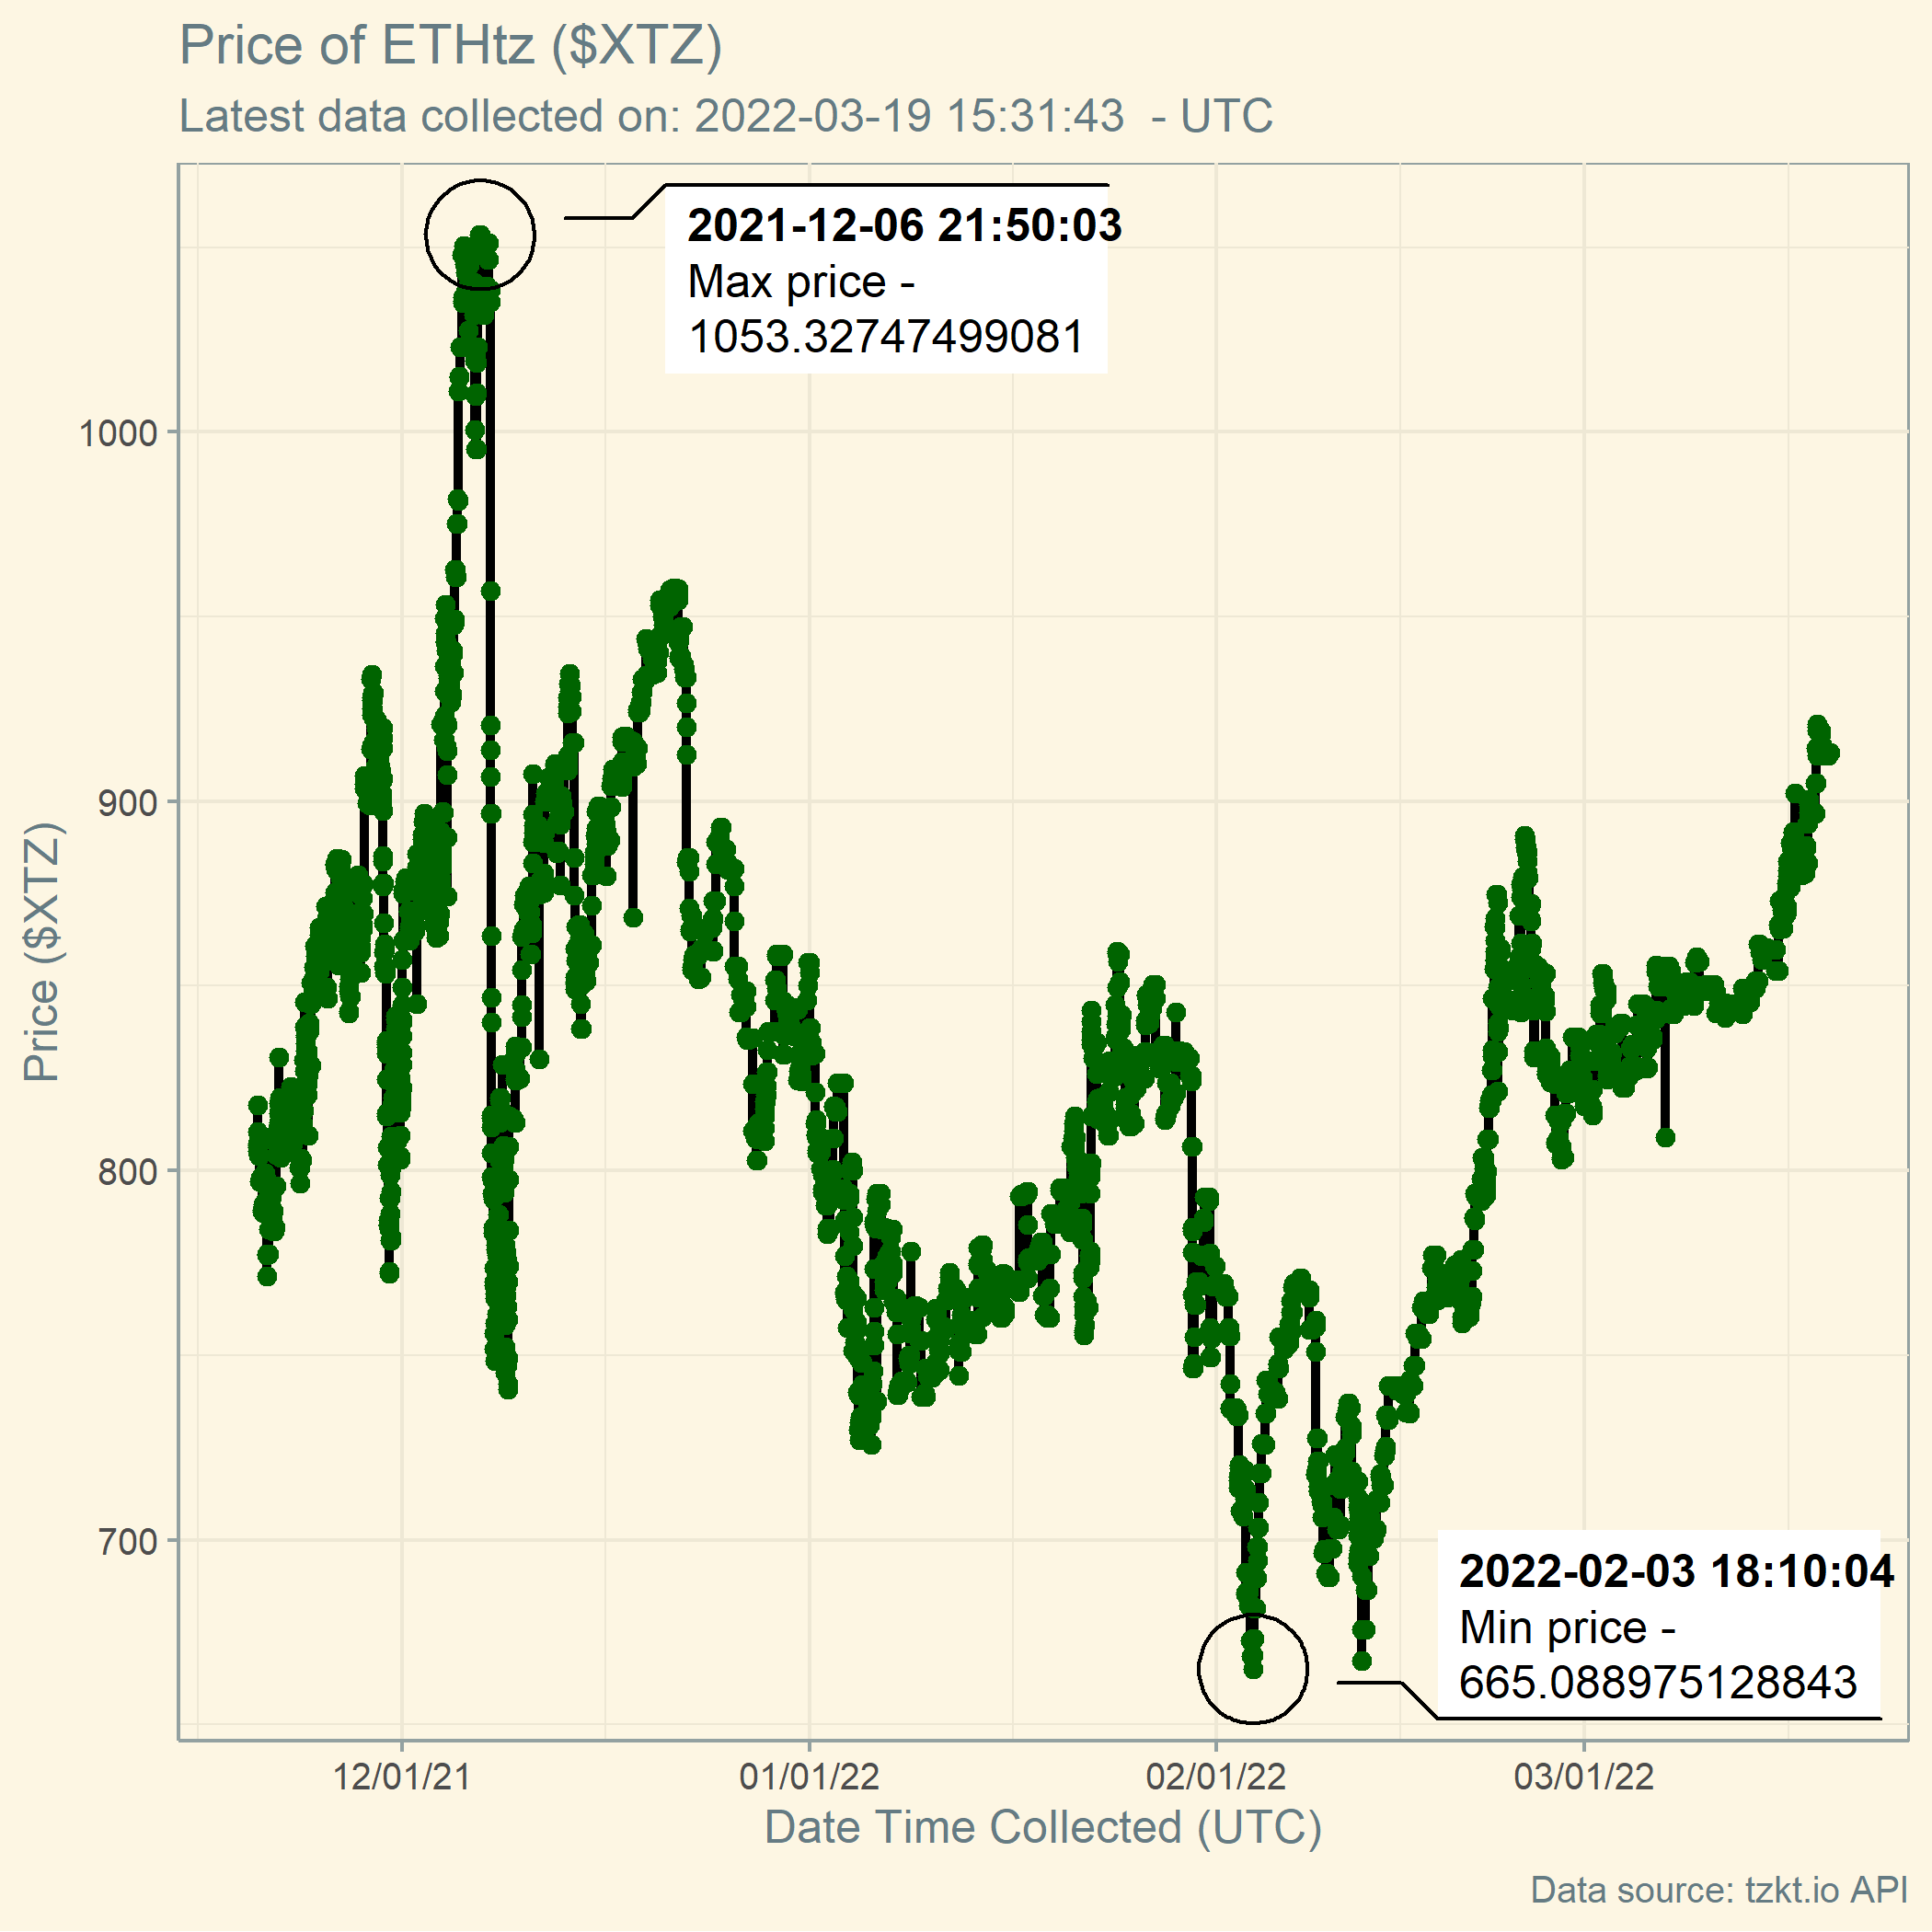 Price of ETHtz ($XTZ)
Latest data collected on: 2022-03-19 15:31:43  - UTC
2021-12-06 21:50:03
Max price -
1053.32747499081
1000
900
800
700
Price ($XTZ)
2022-02-03 18:10:04
Min price -
665.088975128843
12/01/21
01/01/22
02/01/22
03/01/22
Date Time Collected (UTC)
Data source: tzkt.io API